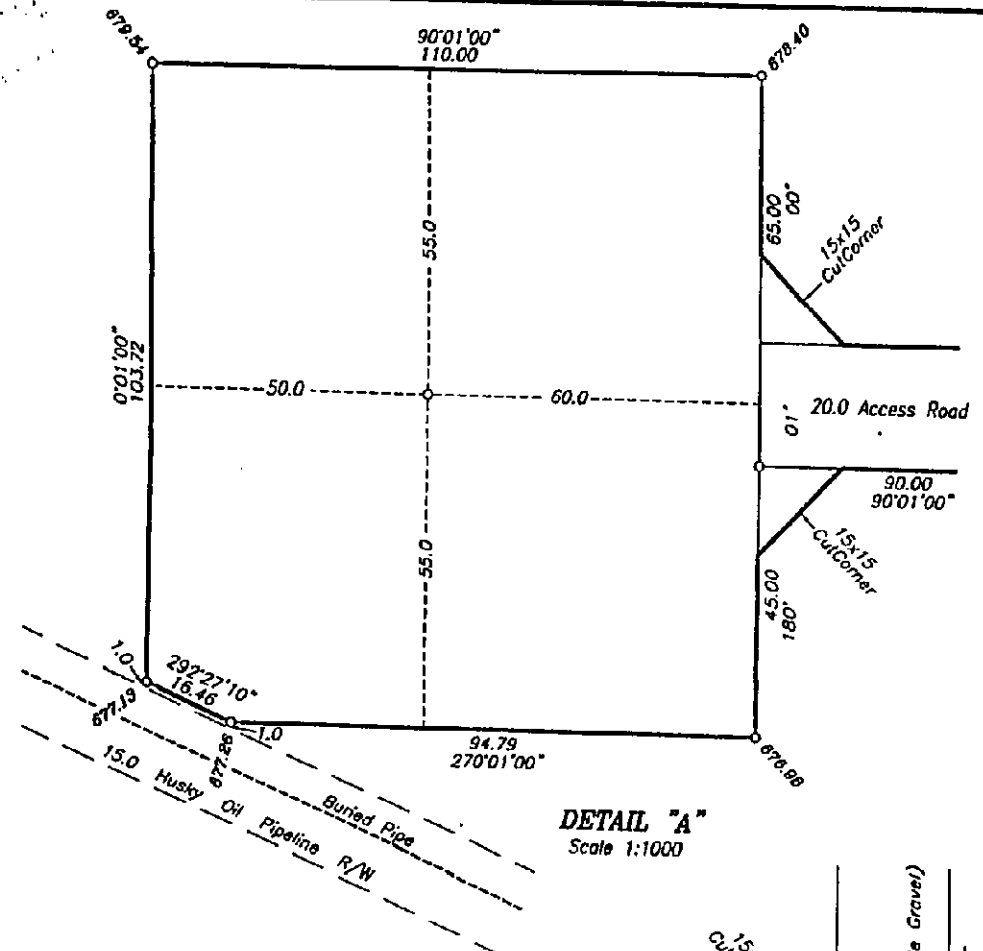 679.54
90°01'00"
110.00
678.40
55.0
65.00
00"
15x15
CutCorner
0°01'00"
103.72
50.0
60.0
01'
20.0 Access Road
90.00
90°01'00"
55.0
15x15
CutCorner
45.00
180°
1.0
292°27'10"
16.46
677.19
677.26
1.0
94.79
270°01'00"
676.98
15.0 Husky Oil Pipeline R/W
Buried Pipe
DETAIL "A"
Scale 1:1000
15
Cu
Gravel)